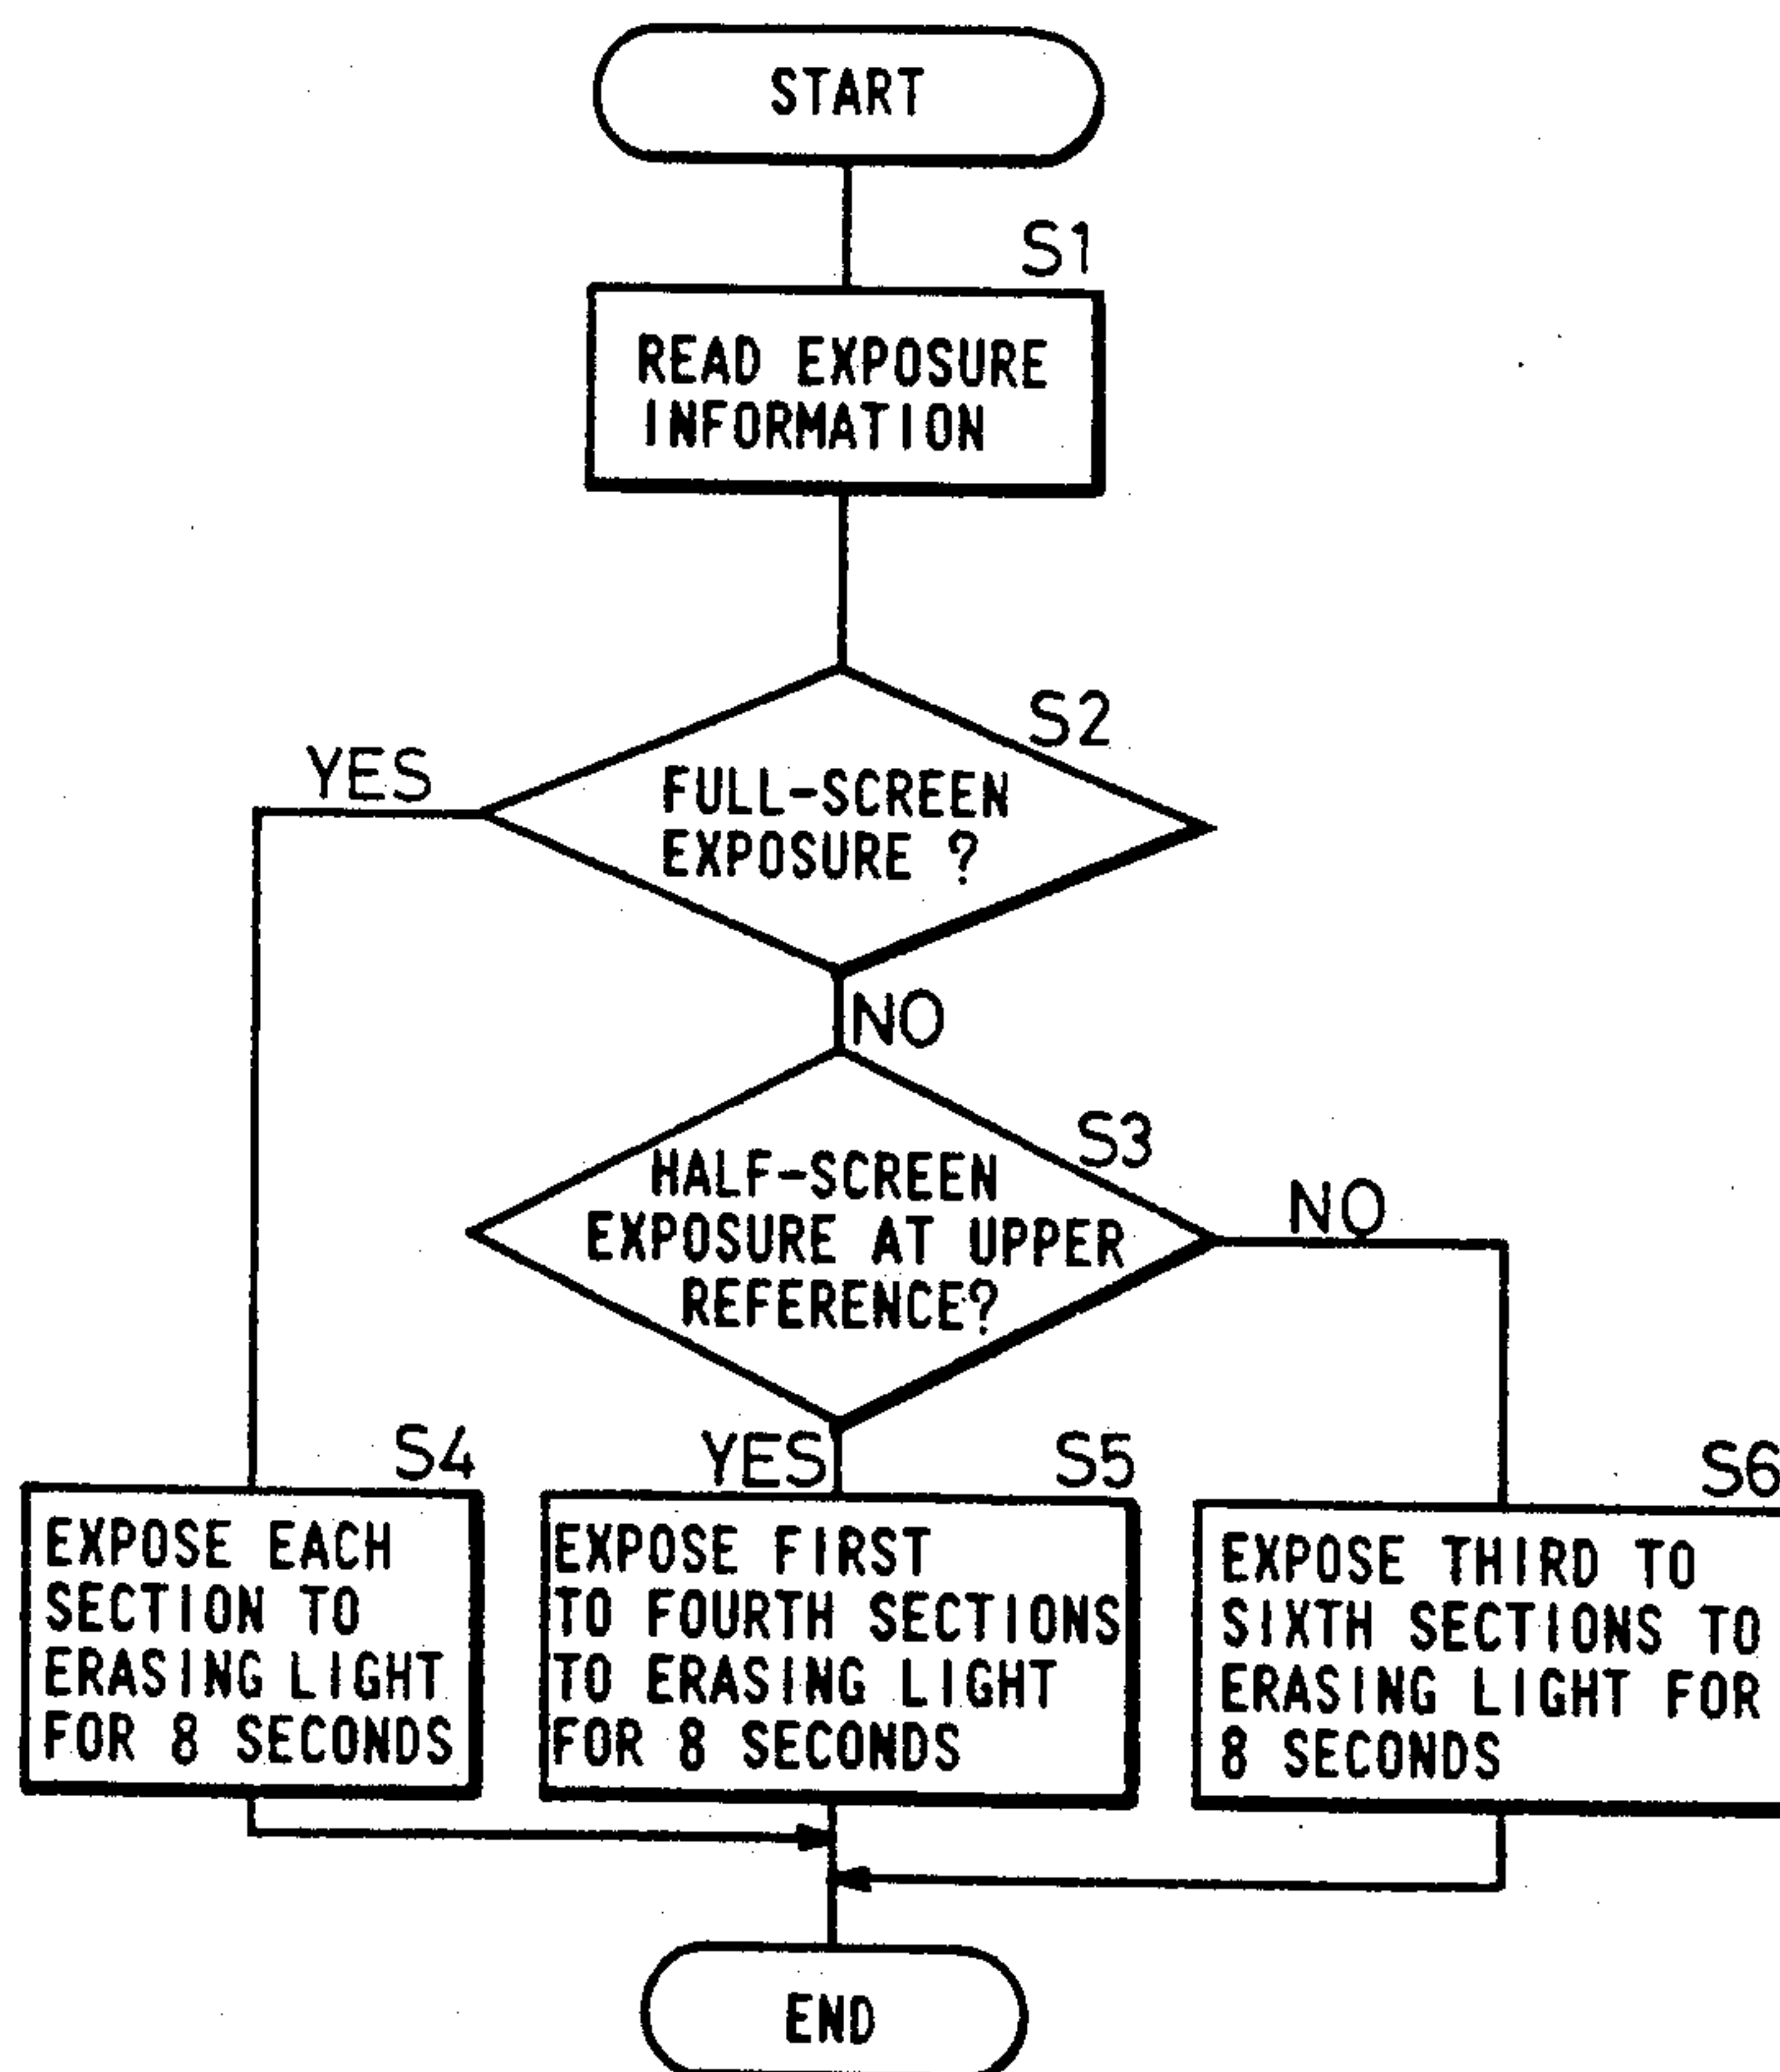 START
S1
READ EXPOSURE
INFORMATION
S2
YES
FULL-SCREEN
EXPOSURE ?
NO
S3
HALF-SCREEN
EXPOSURE AT UPPER
REFERENCE?
NO
YES
S4
EXPOSE EACH
SECTION TO
ERASING LIGHT
FOR 8 SECONDS
S5
EXPOSE FIRST
TO FOURTH SECTIONS
TO ERASING LIGHT
FOR 8 SECONDS
S6
EXPOSE THIRD TO
SIXTH SECTIONS TO
ERASING LIGHT FOR
8 SECONDS
END